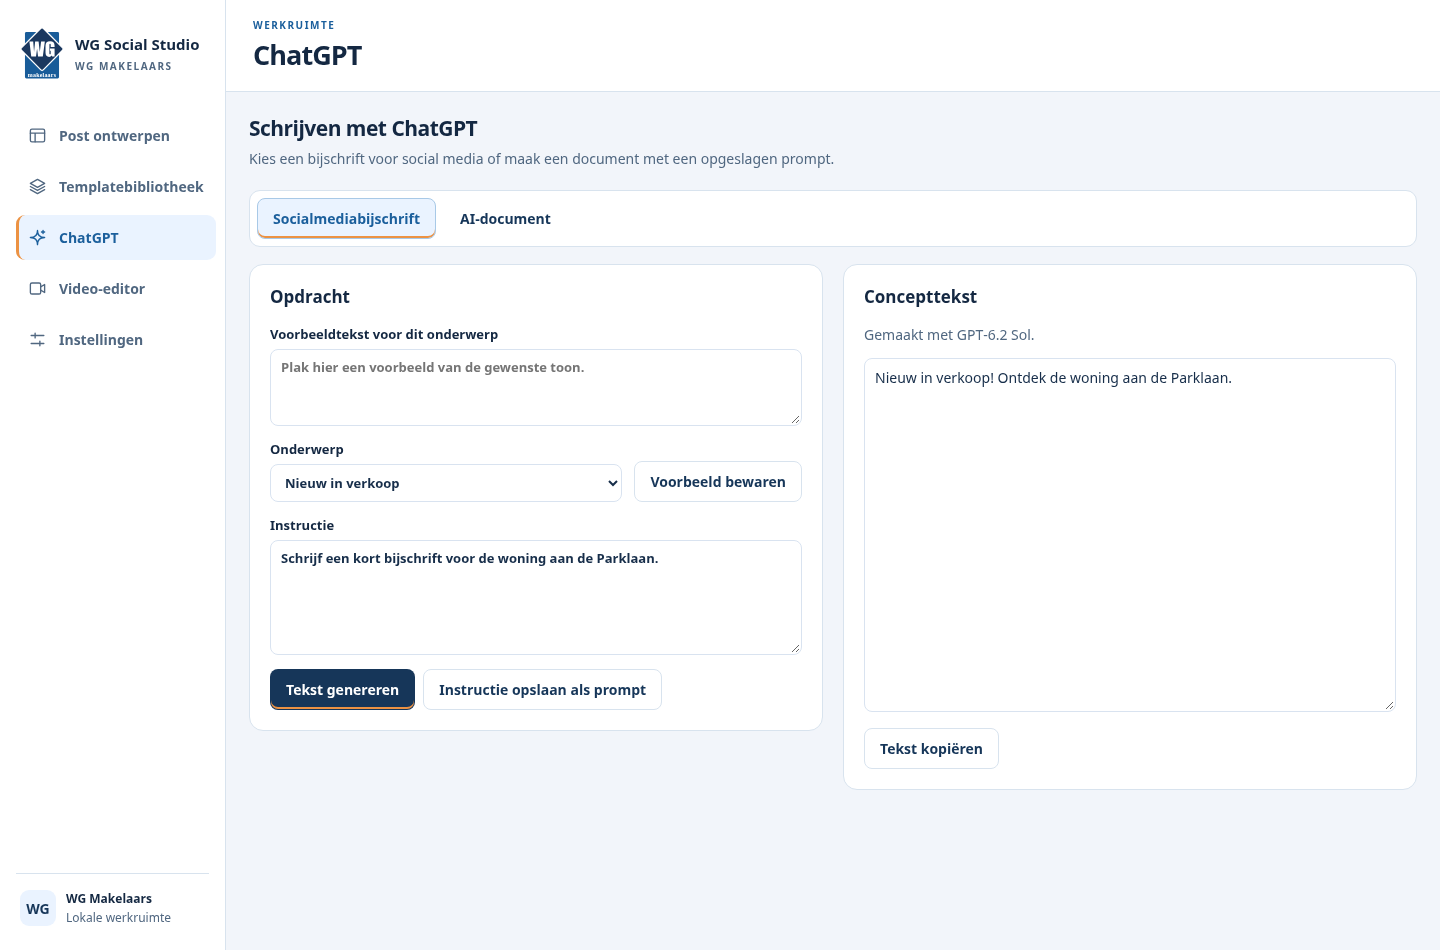 WG
makelaars
WG Social Studio
WG MAKELAARS
Post ontwerpen
Templatebibliotheek
ChatGPT
Video-editor
Instellingen
WG
WG Makelaars
Lokale werkruimte
WERKRUIMTE
ChatGPT
Schrijven met ChatGPT
Kies een bijschrift voor social media of maak een document met een opgeslagen prompt.
Socialmediabijschrift
AI-document
Opdracht
Voorbeeldtekst voor dit onderwerp
Plak hier een voorbeeld van de gewenste toon.
Onderwerp
Nieuw in verkoop
Voorbeeld bewaren
Instructie
Schrijf een kort bijschrift voor de woning aan de Parklaan.
Tekst genereren
Instructie opslaan als prompt
Concepttekst
Gemaakt met GPT-6.2 Sol.
Nieuw in verkoop! Ontdek de woning aan de Parklaan.
Tekst kopiëren